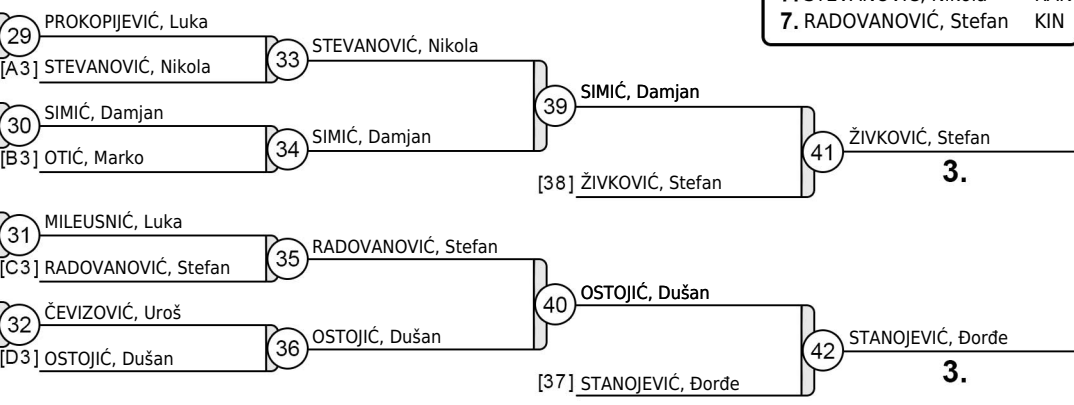 7. RADOVANOVIĆ, Stefan KIN
29 PROKOPIJEVIĆ, Luka
[A3] STEVANOVIĆ, Nikola
33 STEVANOVIĆ, Nikola
30 SIMIĆ, Damjan
[B3] OTIĆ, Marko
34 SIMIĆ, Damjan
39 SIMIĆ, Damjan
[38] ŽIVKOVIĆ, Stefan
41 ŽIVKOVIĆ, Stefan
3.
31 MILEUSNIĆ, Luka
[C3] RADOVANOVIĆ, Stefan
35 RADOVANOVIĆ, Stefan
32 ČEVIZOVIĆ, Uroš
[D3] OSTOJIĆ, Dušan
36 OSTOJIĆ, Dušan
40 OSTOJIĆ, Dušan
[37] STANOJEVIĆ, Đorđe
42 STANOJEVIĆ, Đorđe
3.